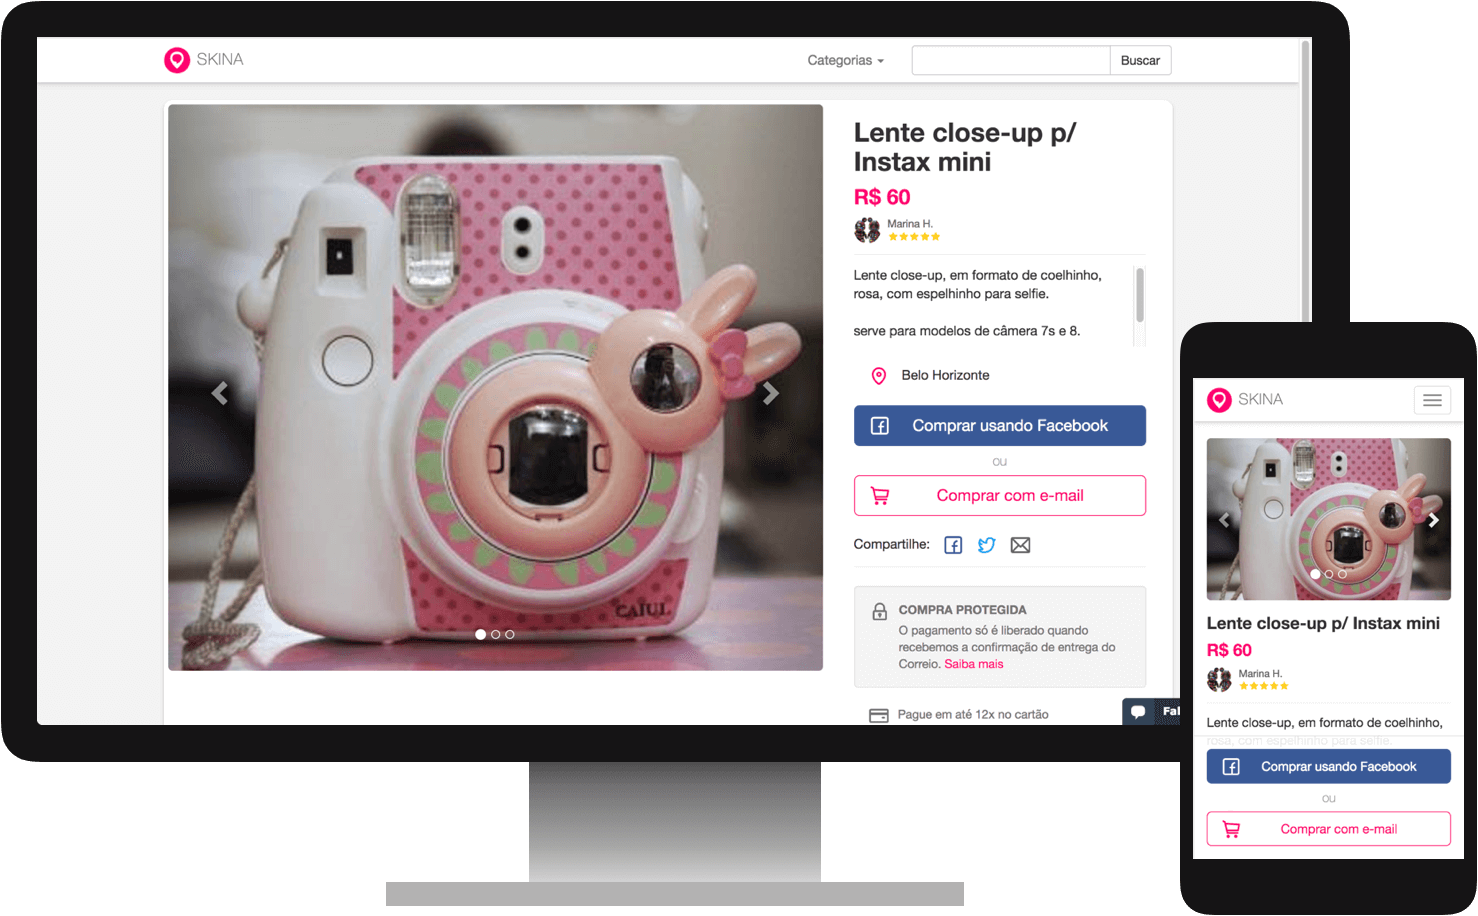 SKINA
Categorias
Buscar
Lente close-up p/
Instax mini
R$ 60
Marina H.
Lente close-up, em formato de coelhinho,
rosa, com espelhinho para selfie.
serve para modelos de câmera 7s e 8.
Belo Horizonte
Comprar usando Facebook
ou
Comprar com e-mail
Compartilhe:
COMPRA PROTEGIDA
O pagamento só é liberado quando
recebemos a confirmação de entrega do
Correio. Saiba mais
Pague em até 12x no cartão
Fal
CAÍUL
SKINA
Lente close-up p/ Instax mini
R$ 60
Marina H.
Lente close-up, em formato de coelhinho,
rosa, com espelhinho para selfie.
Comprar usando Facebook
ou
Comprar com e-mail